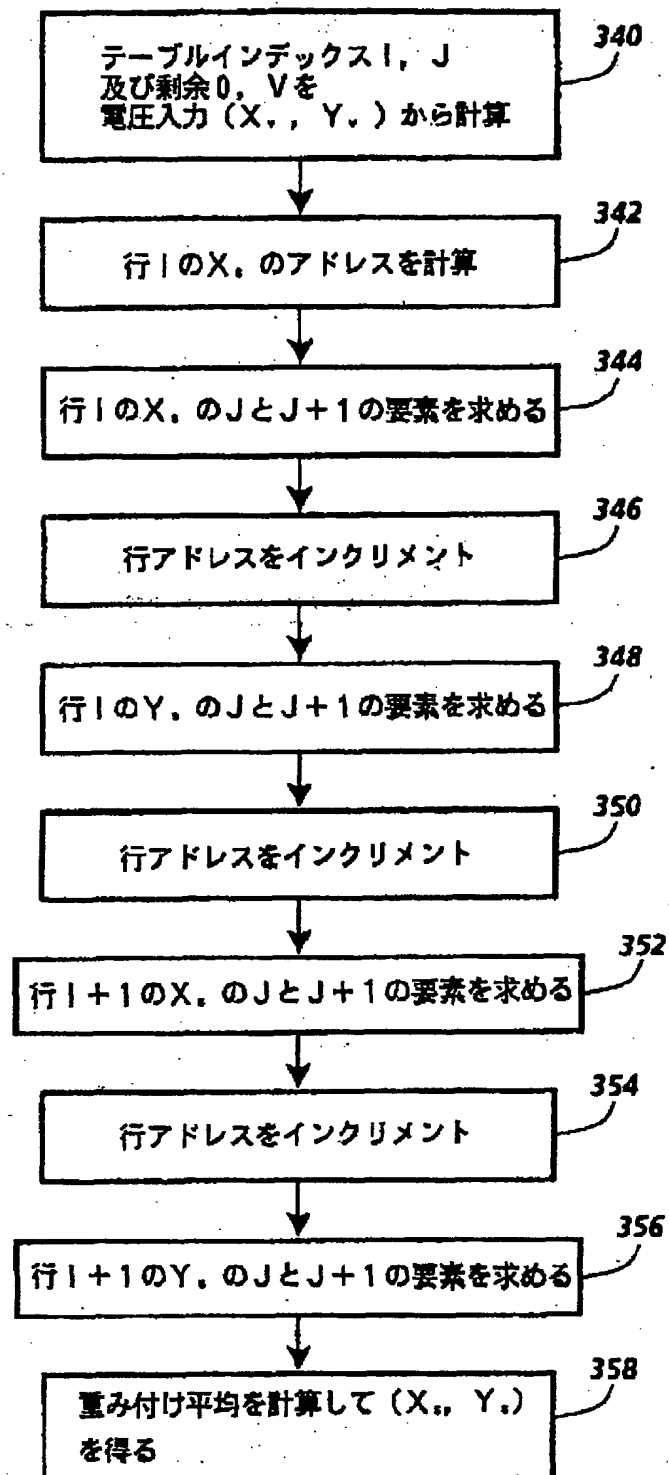 テーブルインデックスI, J
及び剰余0, Vを
電圧入力(X, Y)から計算
340
行IのXのアドレスを計算
342
行IのXのJとJ+1の要素を求める
344
行アドレスをインクリメント
346
行IのYのJとJ+1の要素を求める
348
行アドレスをインクリメント
350
行I+1のXのJとJ+1の要素を求める
352
行アドレスをインクリメント
354
行I+1のYのJとJ+1の要素を求める
356
重み付け平均を計算して(X, Y)
を得る
358